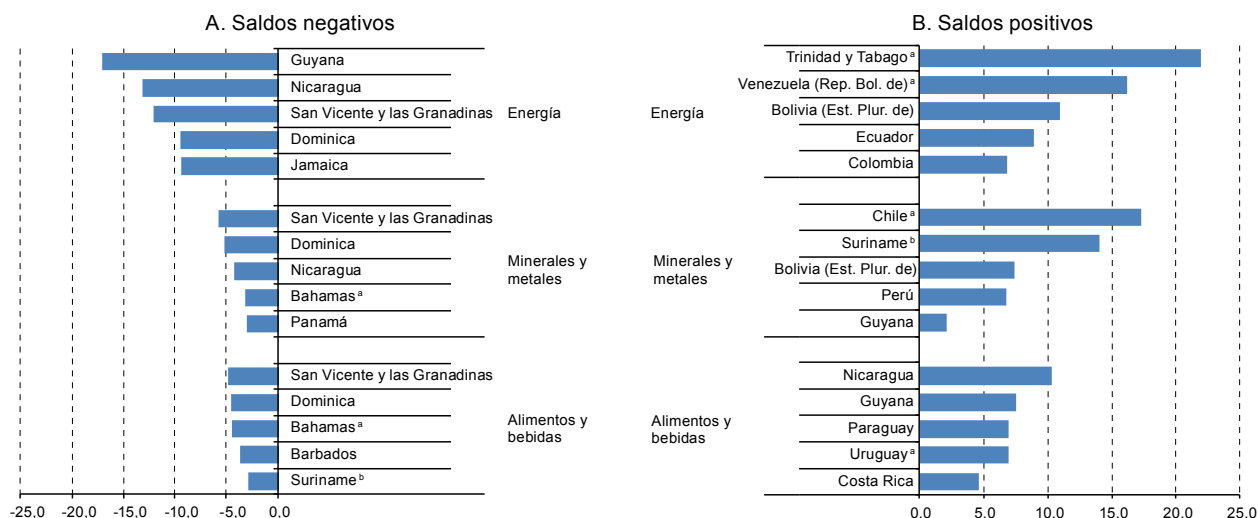 A. Saldos negativos
Guyana
Nicaragua
San Vicente y las Granadinas
Dominica
Jamaica
Energía
San Vicente y las Granadinas
Dominica
Nicaragua
Bahamas a
Panamá
Minerales y
metales
San Vicente y las Granadinas
Dominica
Bahamas a
Barbados
Suriname b
Alimentos y
bebidas
-25,0 -20,0 -15,0 -10,0 -5,0 0,0
B. Saldos positivos
Energía
Trinidad y Tabago a
Venezuela (Rep. Bol. de) a
Bolivia (Est. Plur. de)
Ecuador
Colombia
Minerales y
metales
Chile a
Suriname b
Bolivia (Est. Plur. de)
Perú
Guyana
Alimentos y
bebidas
Nicaragua
Guyana
Paraguay
Uruguay a
Costa Rica
0.0 5.0 10.0 15.0 20.0 25.0